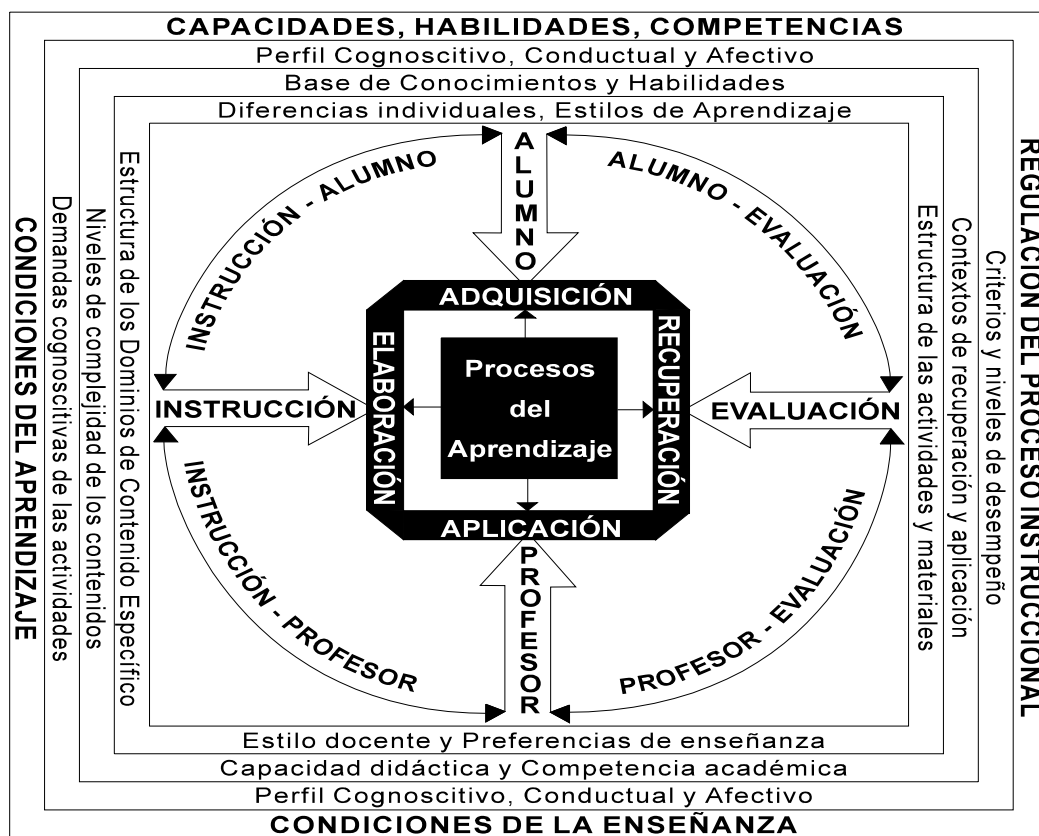 CAPACIDADES, HABILIDADES, COMPETENCIAS
Perfil Cognoscitivo, Conductual y Afectivo
Base de Conocimientos y Habilidades
Diferencias individuales, Estilos de Aprendizaje
CONDICIONES DEL APRENDIZAJE
Demandas cognoscitivas de las actividades
Niveles de complejidad de los contenidos
Estructura de los Dominios de Contenido Específico
INSTRUCCIÓN - ALUMNO
ALUMNO
ALUMNO - EVALUACIÓN
ADQUISICIÓN
ELABORACIÓN
Procesos
del
Aprendizaje
RECUPERACIÓN
INSTRUCCIÓN
EVALUACIÓN
APLICACIÓN
INSTRUCCIÓN - PROFESOR
PROFESOR
PROFESOR - EVALUACIÓN
Estructura de las actividades y materiales
Contextos de recuperación y aplicación
Criterios y niveles de desempeño
REGULACIÓN DEL PROCESO INSTRUCCIONAL
Estilo docente y Preferencias de enseñanza
Capacidad didáctica y Competencia académica
Perfil Cognoscitivo, Conductual y Afectivo
CONDICIONES DE LA ENSEÑANZA